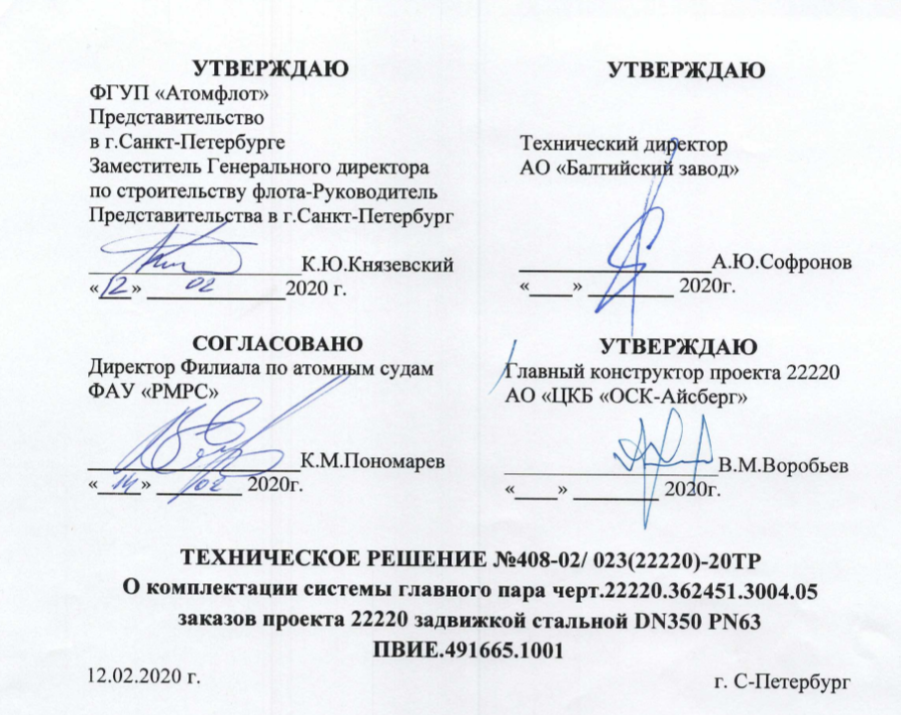 УТВЕРЖДАЮ
ФГУП «Атомфлот»
Представительство
в г.Санкт-Петербурге
Заместитель Генерального директора
по строительству флота-Руководитель
Представительства в г.Санкт-Петербург
К.Ю.Князевский
«12» 02 2020 г.
УТВЕРЖДАЮ
Технический директор
АО «Балтийский завод»
А.Ю.Софронов
«____» ________ 2020г.
СОГЛАСОВАНО
Директор Филиала по атомным судам
ФАУ «РМРС»
К.М.Пономарев
«14» 02 2020г.
УТВЕРЖДАЮ
Главный конструктор проекта 22220
АО «ЦКБ «ОСК-Айсберг»
В.М.Воробьев
«____» ________ 2020г.
ТЕХНИЧЕСКОЕ РЕШЕНИЕ №408-02/ 023(22220)-20ТР
О комплектации системы главного пара черт.22220.362451.3004.05
заказов проекта 22220 задвижкой стальной DN350 PN63
ПВИЕ.491665.1001
12.02.2020 г.
г. С-Петербург